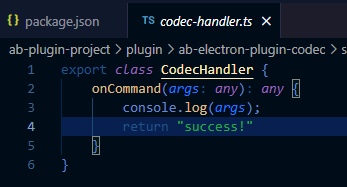 {} package.json
TS codec-handler.ts ×
ab-plugin-project > plugin > ab-electron-plugin-codec > s
1 export class CodecHandler {
2 onCommand(args: any): any {
3 console.log(args);
4 return "success!"
5 }
6 }